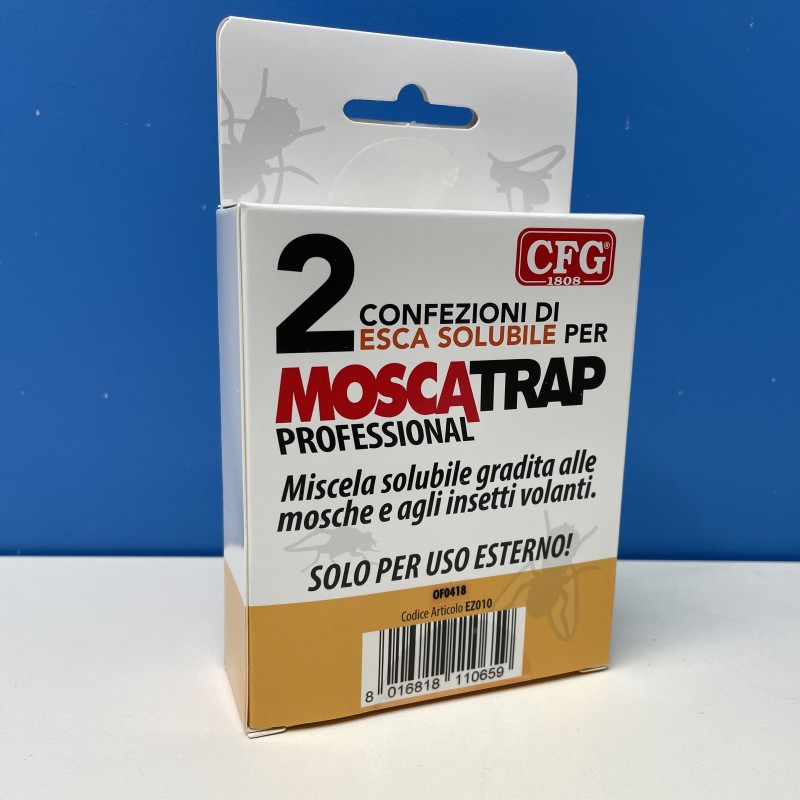 CFG®
1808
2 CONFEZIONI DI
ESCA SOLUBILE PER
MOSCATRAP
PROFESSIONAL
Miscela solubile gradita alle
mosche e agli insetti volanti.
SOLO PER USO ESTERNO!
OF0418
Codice Articolo EZ010
8 016818 110659